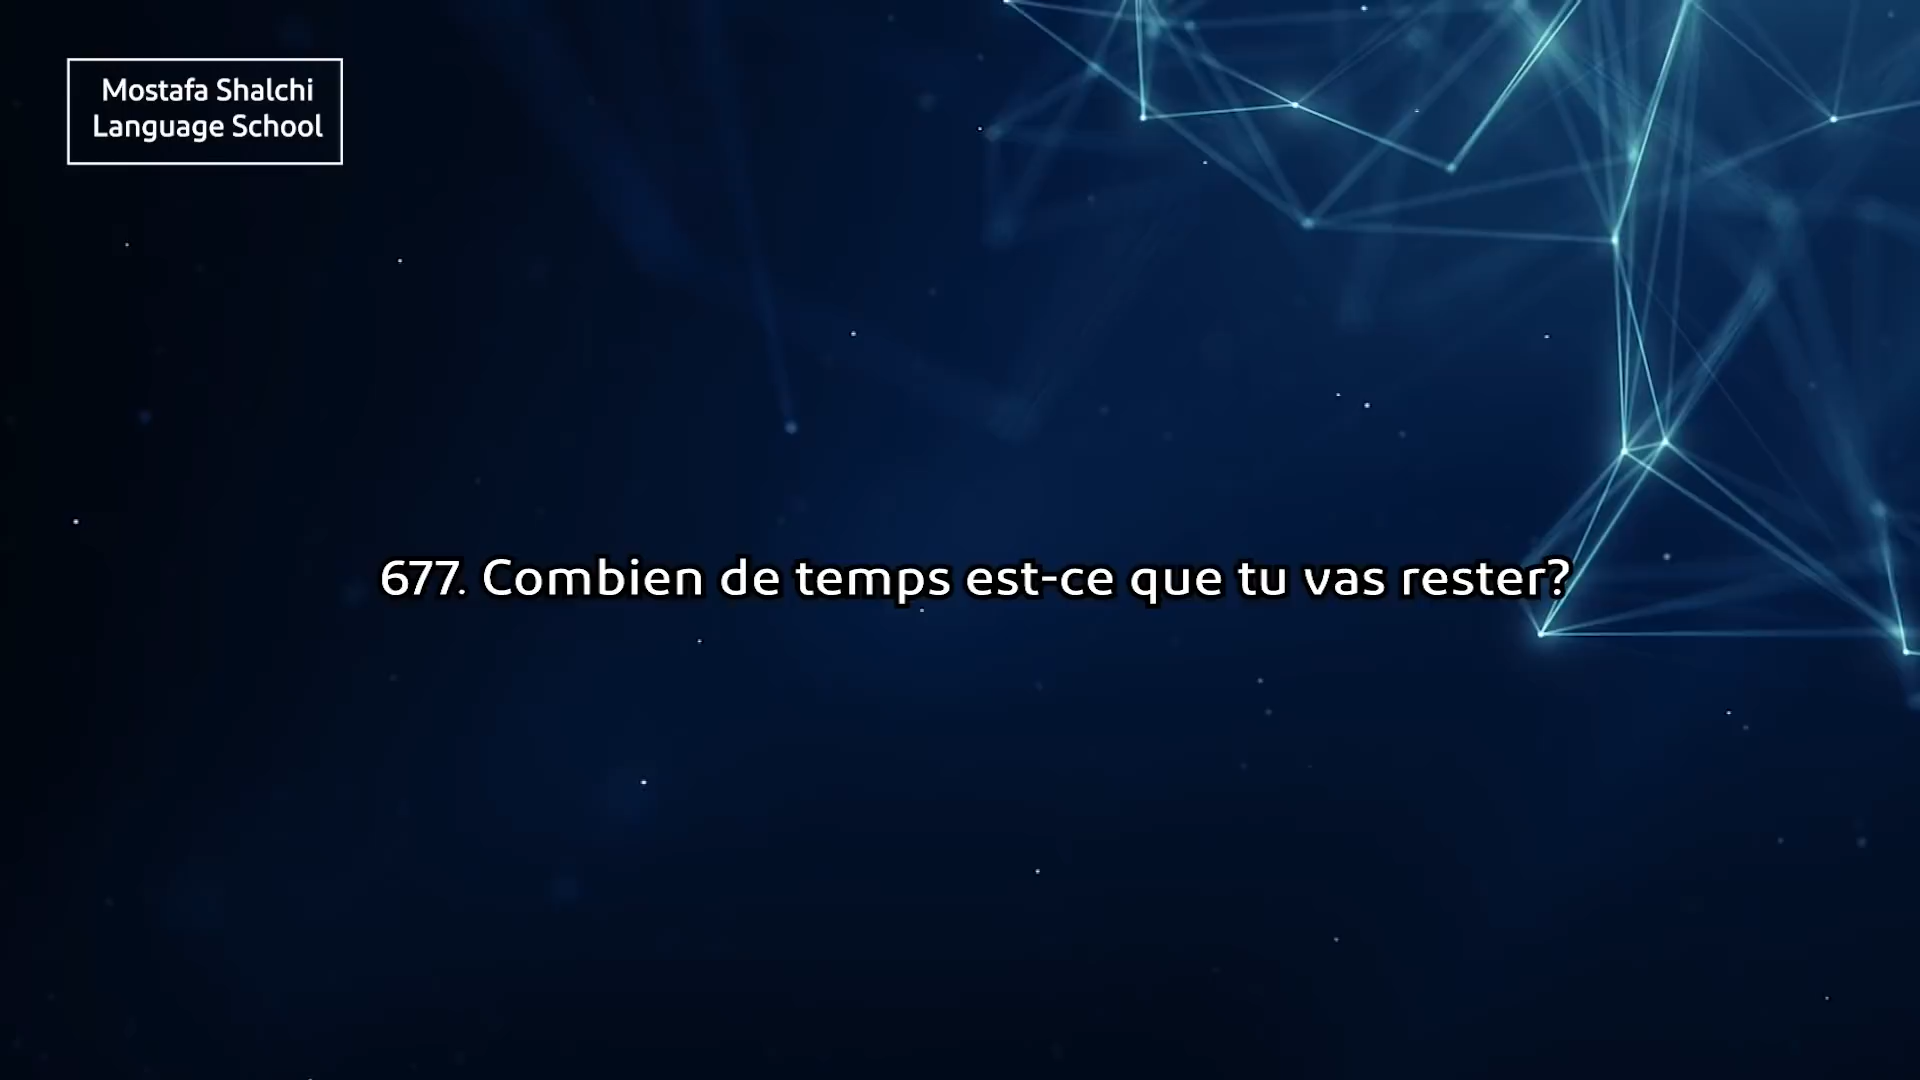 Mostafa Shalchi
Language School
677. Combien de temps est-ce que tu vas rester?